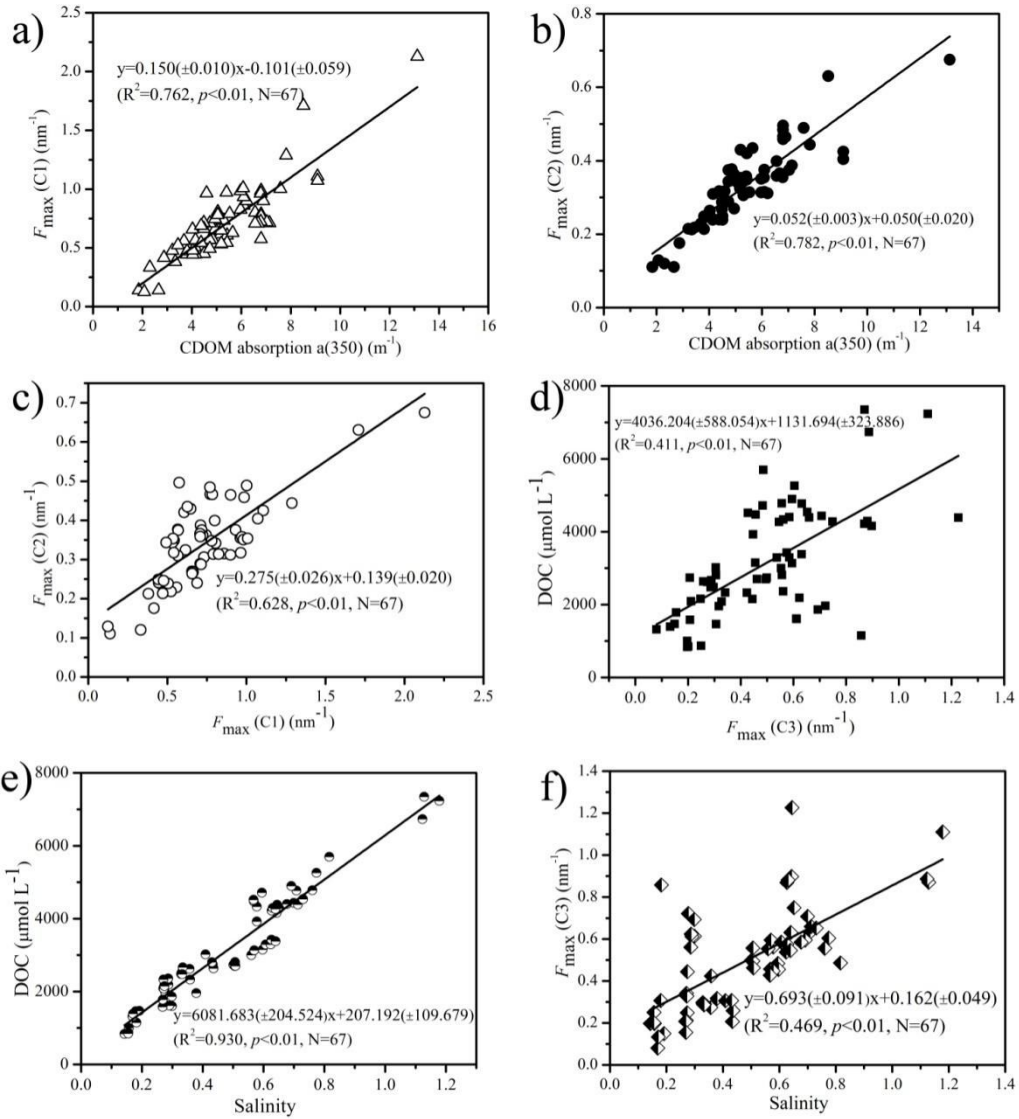 a)
2.5
2.0
1.5
1.0
0.5
0.0
F_max (C1) (nm⁻¹)
y=0.150(±0.010)x-0.101(±0.059)
(R²=0.762, p<0.01, N=67)
0 2 4 6 8 10 12 14 16
CDOM absorption a(350) (m⁻¹)
b)
0.8
0.6
0.4
0.2
0.0
F_max (C2) (nm⁻¹)
y=0.052(±0.003)x+0.050(±0.020)
(R²=0.782, p<0.01, N=67)
0 2 4 6 8 10 12 14
CDOM absorption a(350) (m⁻¹)
c)
0.7
0.6
0.5
0.4
0.3
0.2
0.1
0.0
F_max (C2) (nm⁻¹)
y=0.275(±0.026)x+0.139(±0.020)
(R²=0.628, p<0.01, N=67)
0.0 0.5 1.0 1.5 2.0 2.5
F_max (C1) (nm⁻¹)
d)
8000
6000
4000
2000
0
DOC (μmol L⁻¹)
y=4036.204(±588.054)x+1131.694(±323.886)
(R²=0.411, p<0.01, N=67)
0.0 0.2 0.4 0.6 0.8 1.0 1.2 1.4
F_max (C3) (nm⁻¹)
e)
8000
6000
4000
2000
0
DOC (μmol L⁻¹)
y=6081.683(±204.524)x+207.192(±109.679)
(R²=0.930, p<0.01, N=67)
0.0 0.2 0.4 0.6 0.8 1.0 1.2
Salinity
f)
1.4
1.2
1.0
0.8
0.6
0.4
0.2
0.0
F_max (C3) (nm⁻¹)
y=0.693(±0.091)x+0.162(±0.049)
(R²=0.469, p<0.01, N=67)
0.0 0.2 0.4 0.6 0.8 1.0 1.2 1.4
Salinity